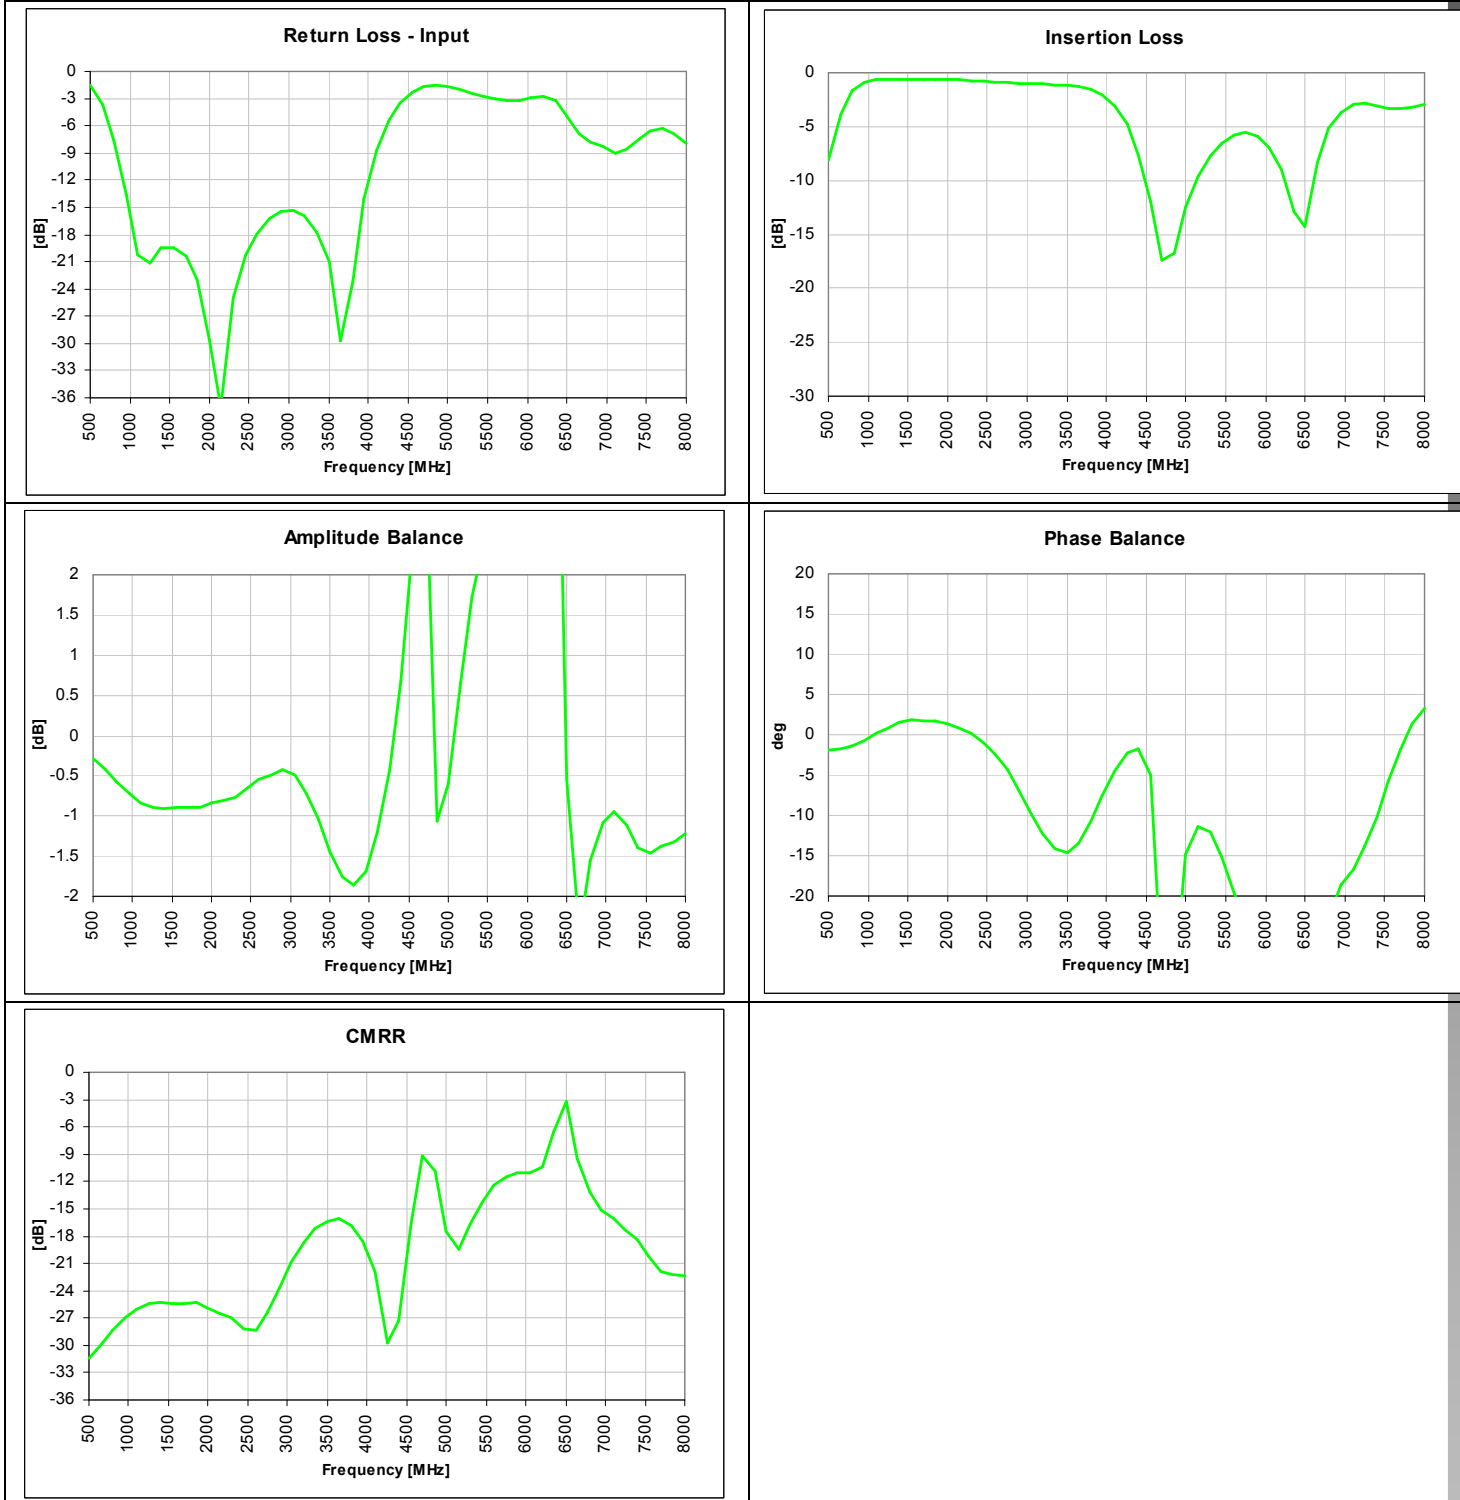 Return Loss - Input
0
-3
-6
-9
-12
-15
-18
-21
-24
-27
-30
-33
-36
[dB]
500 1000 1500 2000 2500 3000 3500 4000 4500 5000 5500 6000 6500 7000 7500 8000
Frequency [MHz]
Insertion Loss
0
-5
-10
-15
-20
-25
-30
[dB]
500 1000 1500 2000 2500 3000 3500 4000 4500 5000 5500 6000 6500 7000 7500 8000
Frequency [MHz]
Amplitude Balance
2
1.5
1
0.5
0
-0.5
-1
-1.5
-2
[dB]
500 1000 1500 2000 2500 3000 3500 4000 4500 5000 5500 6000 6500 7000 7500 8000
Frequency [MHz]
Phase Balance
20
15
10
5
0
-5
-10
-15
-20
deg
500 1000 1500 2000 2500 3000 3500 4000 4500 5000 5500 6000 6500 7000 7500 8000
Frequency [MHz]
CMRR
0
-3
-6
-9
-12
-15
-18
-21
-24
-27
-30
-33
-36
[dB]
500 1000 1500 2000 2500 3000 3500 4000 4500 5000 5500 6000 6500 7000 7500 8000
Frequency [MHz]